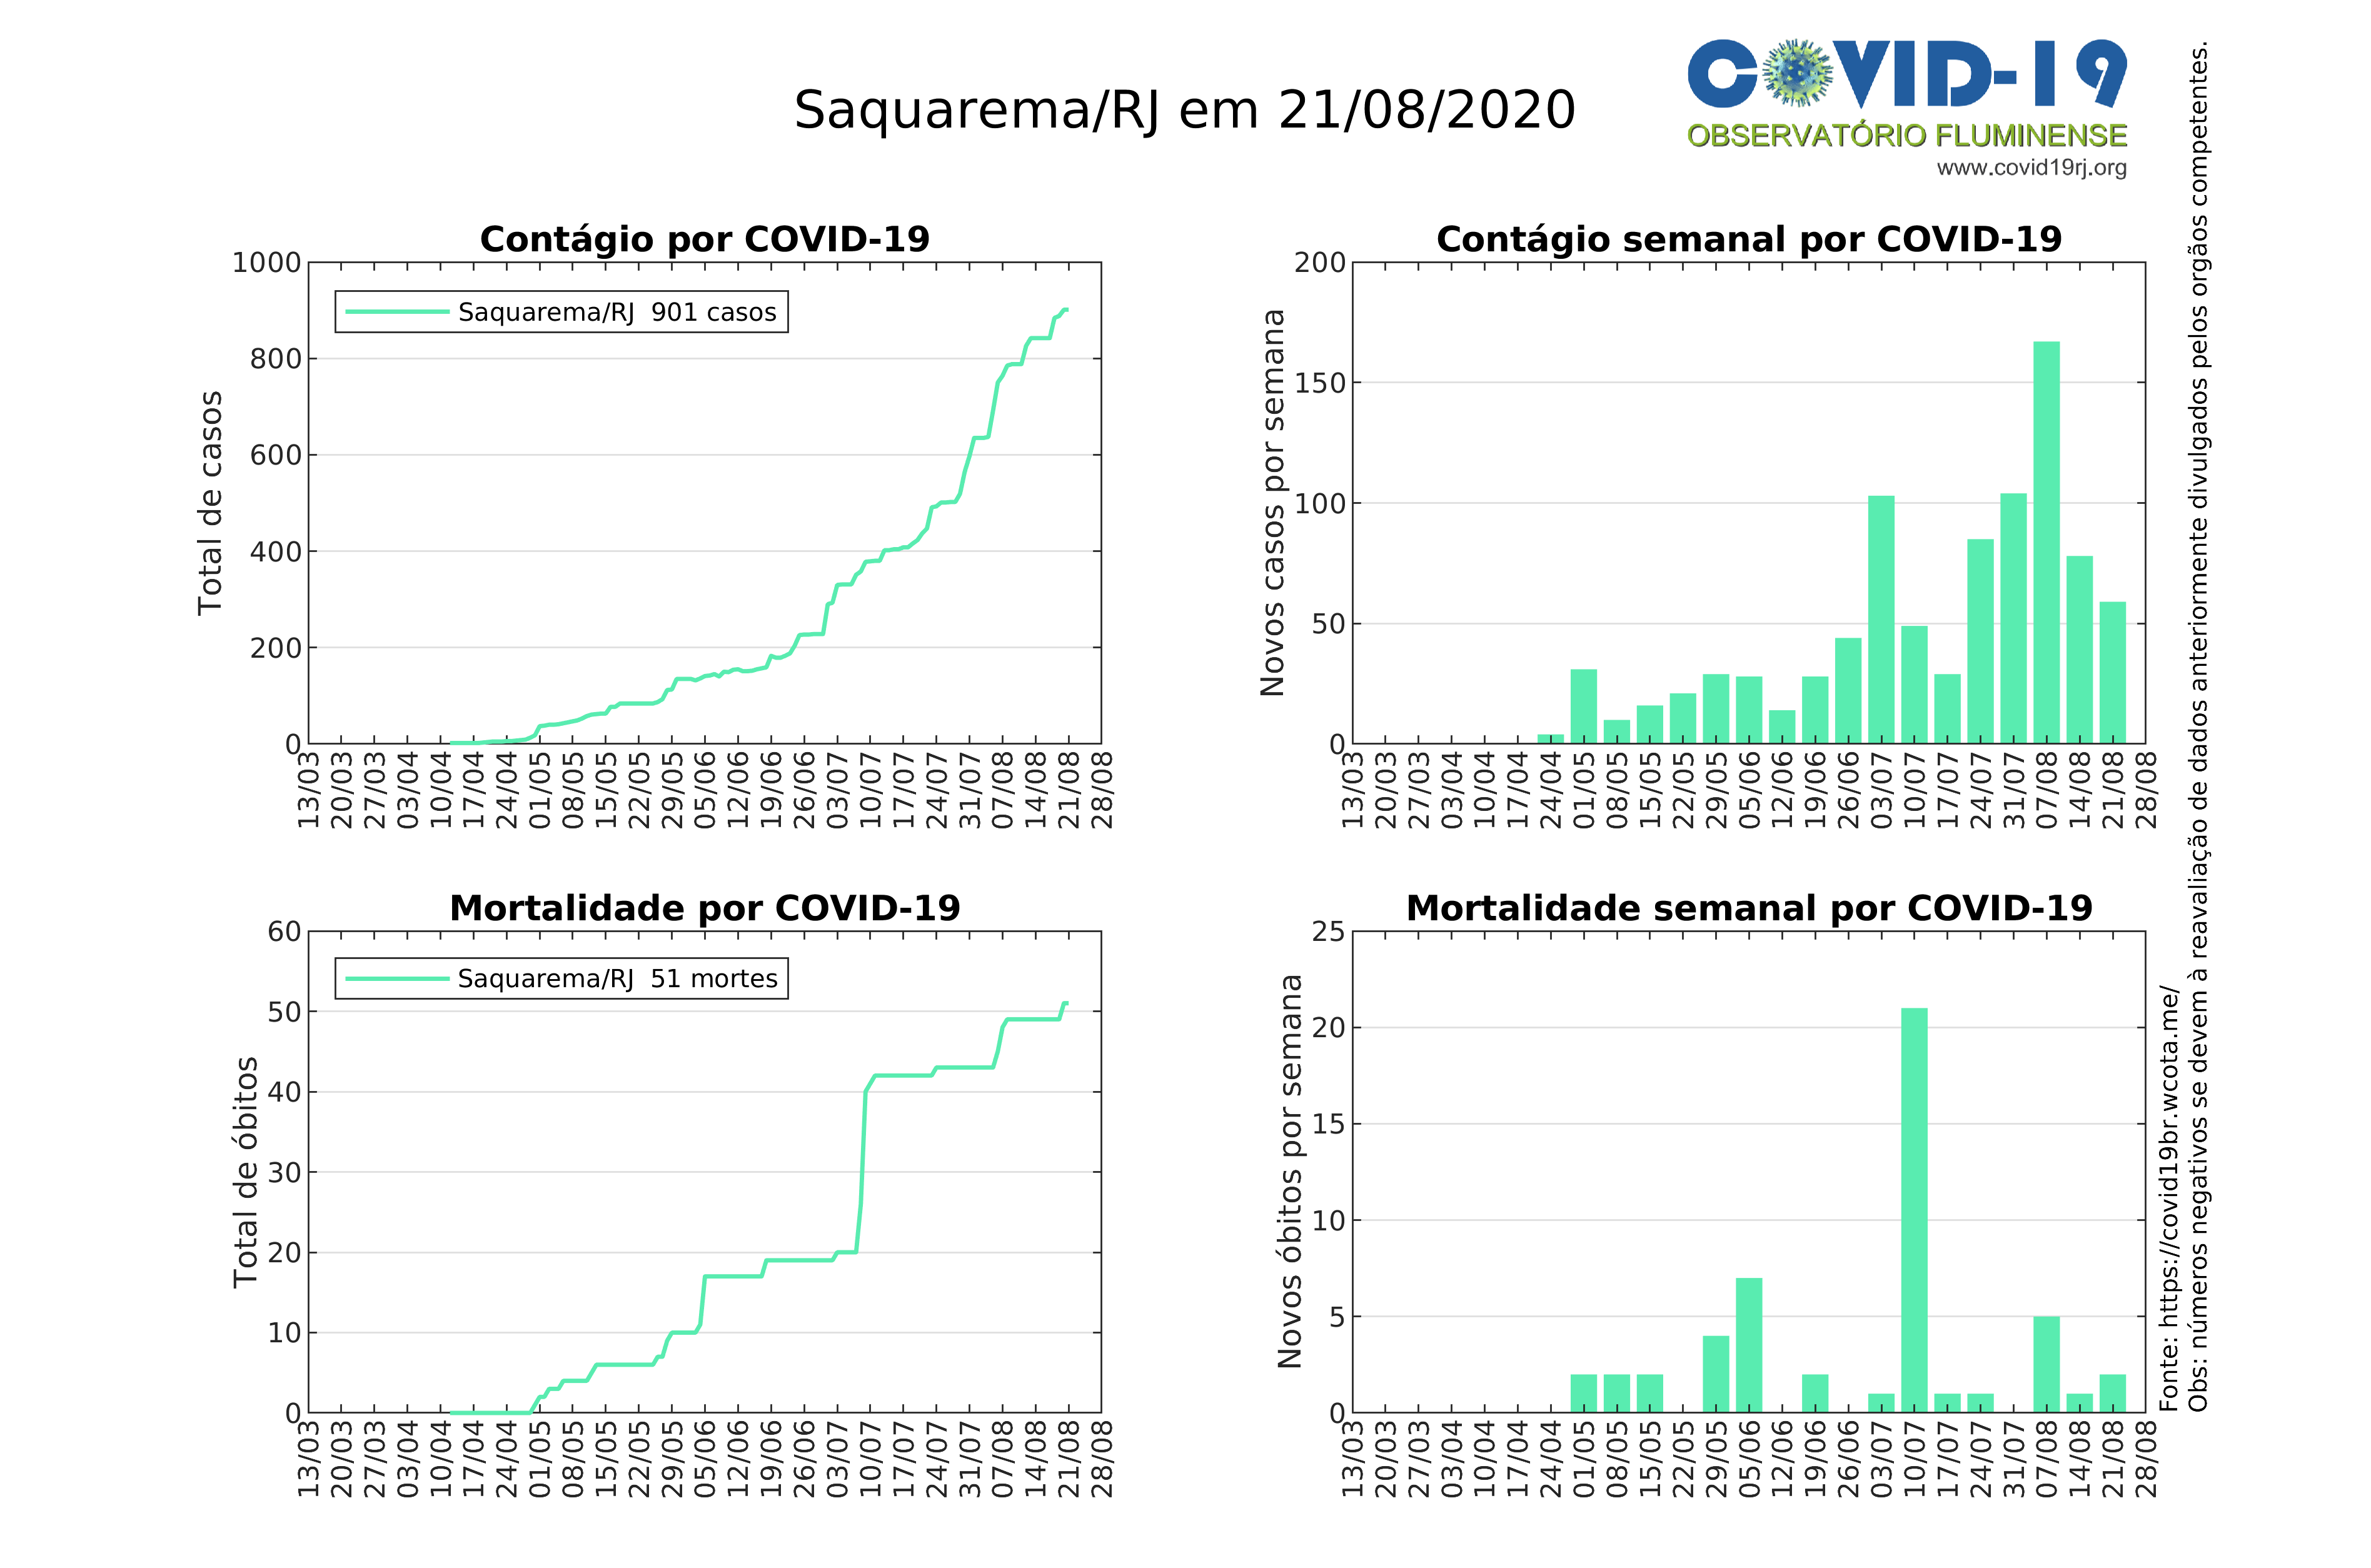 Saquarema/RJ em 21/08/2020
COVID-19
OBSERVATÓRIO FLUMINENSE
www.covid19rj.org
Contágio por COVID-19
Total de casos
1000
800
600
400
200
0
Saquarema/RJ 901 casos
13/03 20/03 27/03 03/04 10/04 17/04 24/04 01/05 08/05 15/05 22/05 29/05 05/06 12/06 19/06 26/06 03/07 10/07 17/07 24/07 31/07 07/08 14/08 21/08 28/08
Contágio semanal por COVID-19
Novos casos por semana
200
150
100
50
0
13/03 20/03 27/03 03/04 10/04 17/04 24/04 01/05 08/05 15/05 22/05 29/05 05/06 12/06 19/06 26/06 03/07 10/07 17/07 24/07 31/07 07/08 14/08 21/08 28/08
Mortalidade por COVID-19
Total de óbitos
60
50
40
30
20
10
0
Saquarema/RJ 51 mortes
13/03 20/03 27/03 03/04 10/04 17/04 24/04 01/05 08/05 15/05 22/05 29/05 05/06 12/06 19/06 26/06 03/07 10/07 17/07 24/07 31/07 07/08 14/08 21/08 28/08
Mortalidade semanal por COVID-19
Novos óbitos por semana
25
20
15
10
5
0
13/03 20/03 27/03 03/04 10/04 17/04 24/04 01/05 08/05 15/05 22/05 29/05 05/06 12/06 19/06 26/06 03/07 10/07 17/07 24/07 31/07 07/08 14/08 21/08 28/08
Fonte: https://covid19br.wcota.me/
Obs: números negativos se devem à reavaliação de dados anteriormente divulgados pelos orgãos competentes.